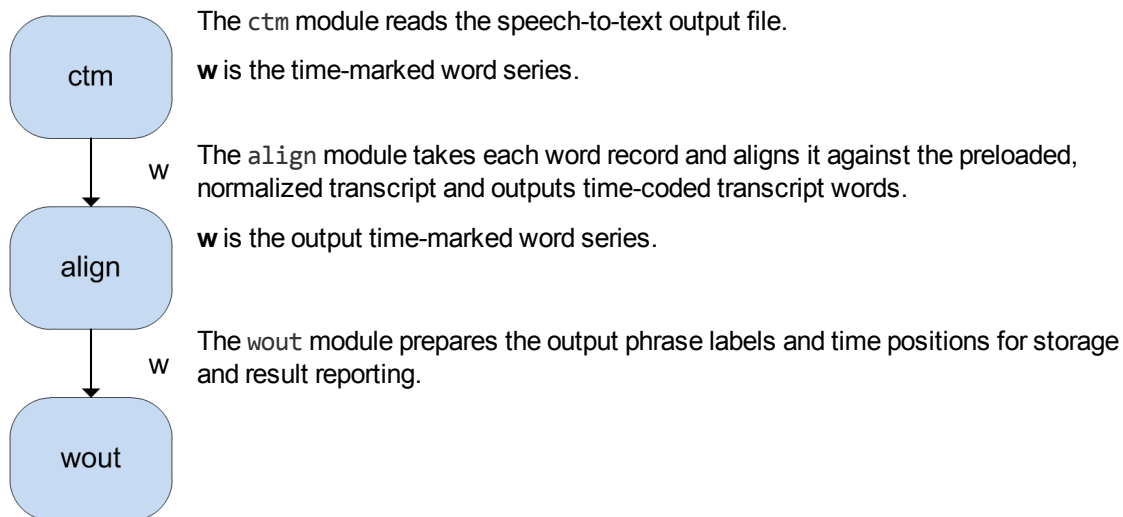 The ctm module reads the speech-to-text output file.
ctm
w is the time-marked word series.
w
The align module takes each word record and aligns it against the preloaded,
normalized transcript and outputs time-coded transcript words.
align
w is the output time-marked word series.
w
The wout module prepares the output phrase labels and time positions for storage
and result reporting.
wout